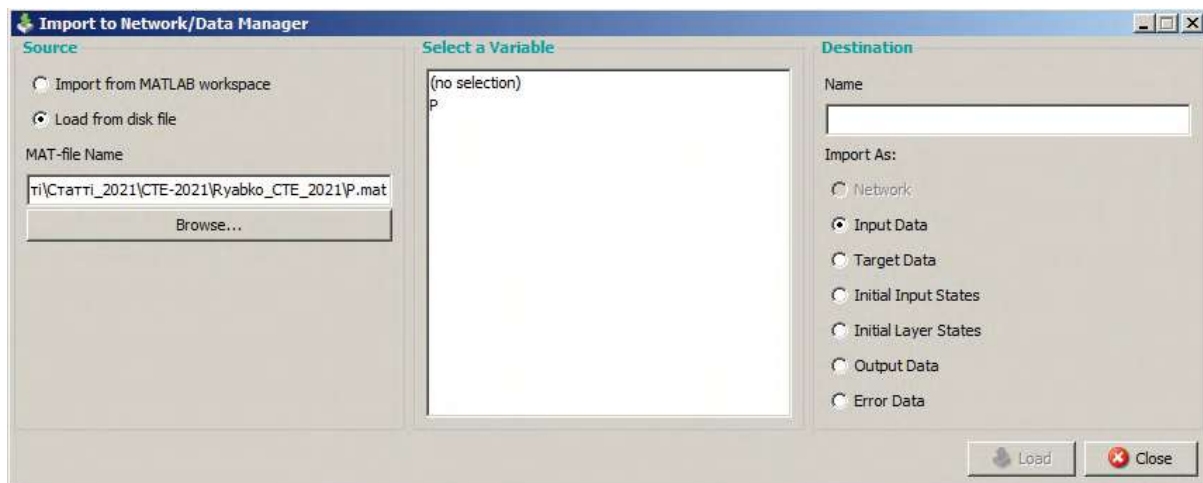 Import to Network/Data Manager
Source
Import from MATLAB workspace
Load from disk file
MAT-file Name
ті\Статті_2021\CTE-2021\Ryabko_CTE_2021\P.mat
Browse...
Select a Variable
(no selection)
P
Destination
Name
Import As:
Network
Input Data
Target Data
Initial Input States
Initial Layer States
Output Data
Error Data
Load
Close